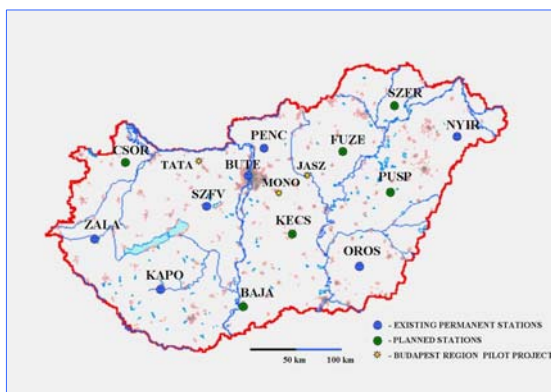 SZER
NYIR
PENC
FUZE
CSOR
TATA
BUTE
JASZ
MONO
PUSP
SZFV
KECS
ZALA
OROS
KAPO
BAJA
- EXISTING PERMANENT STATIONS
- PLANNED STATIONS
- BUDAPEST REGION PILOT PROJECT
50 km 100 km